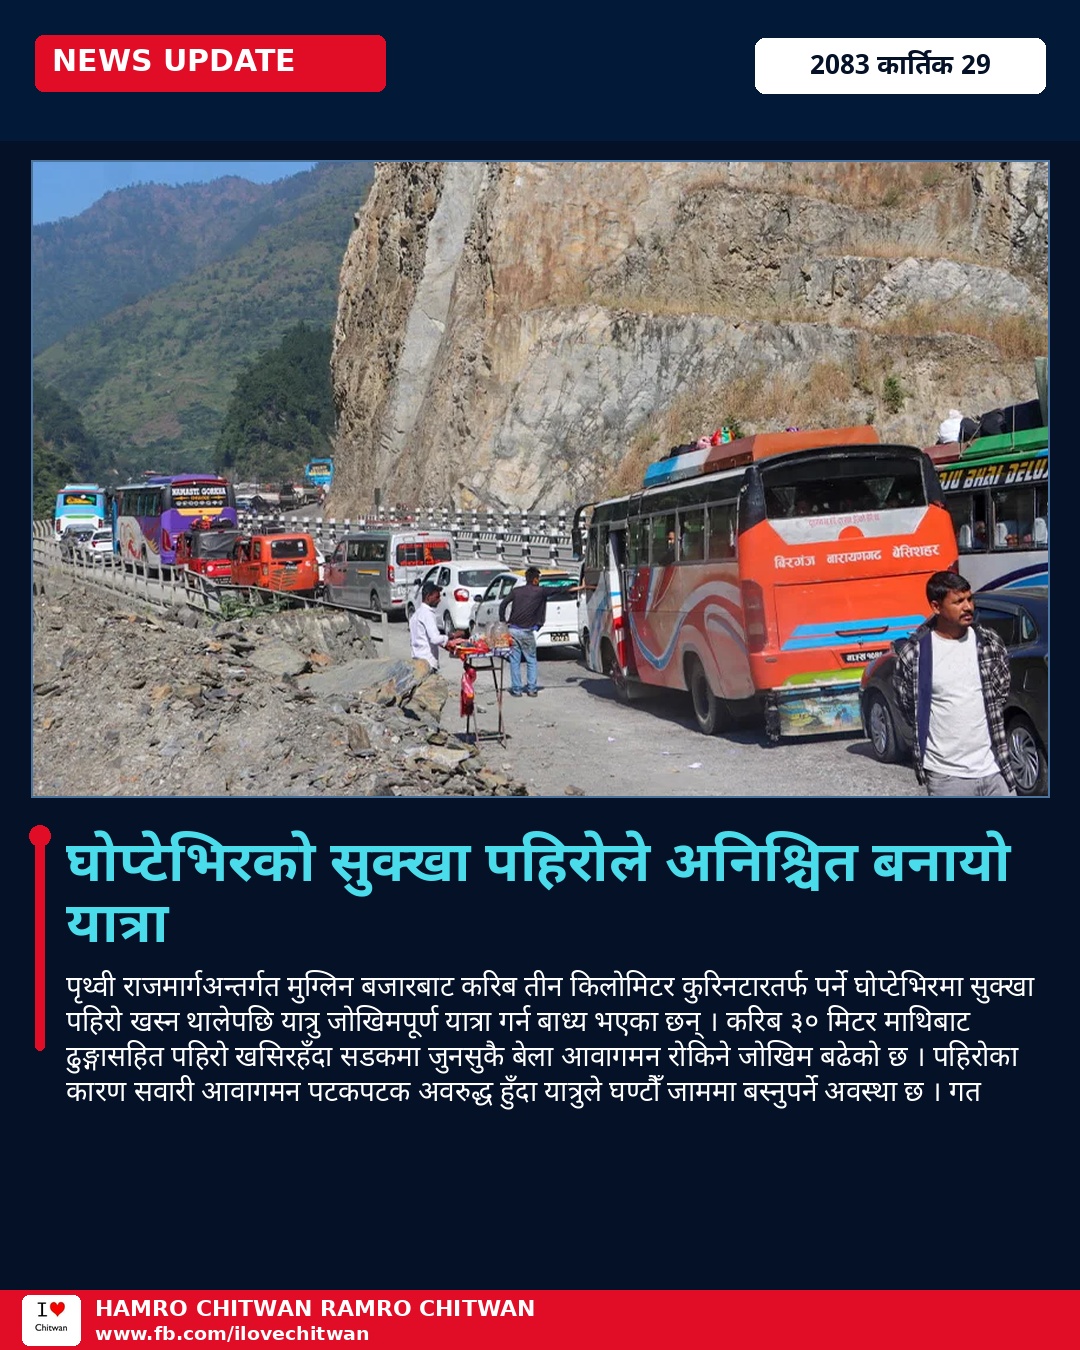 NEWS UPDATE
2083 कार्तिक 29
NAMASTE GORKHA
बिरगंज नारायणगढ बेसिशहर
घोप्टेभिरको सुक्खा पहिरोले अनिश्चित बनायो
यात्रा
पृथ्वी राजमार्गअन्तर्गत मुग्लिन बजारबाट करिब तीन किलोमिटर कुरिनटारतर्फ पर्ने घोप्टेभिरमा सुक्खा
पहिरो खस्न थालेपछि यात्रु जोखिमपूर्ण यात्रा गर्न बाध्य भएका छन् । करिब ३० मिटर माथिबाट
ढुङ्गासहित पहिरो खसिरहँदा सडकमा जुनसुकै बेला आवागमन रोकिने जोखिम बढेको छ । पहिरोका
कारण सवारी आवागमन पटकपटक अवरुद्ध हुँदा यात्रुले घण्टौँ जाममा बस्नुपर्ने अवस्था छ । गत
I❤
Chitwan
HAMRO CHITWAN RAMRO CHITWAN
www.fb.com/ilovechitwan